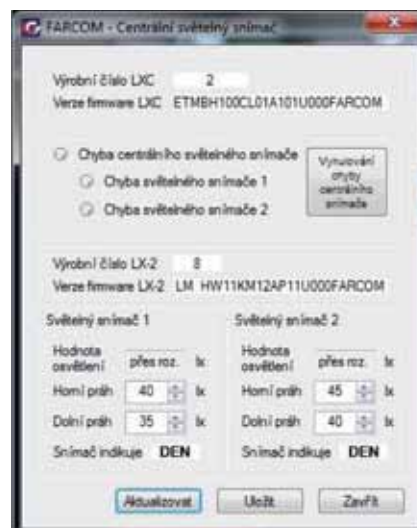 FARCOM - Centrální světelný snímač
Výrobní číslo LXC 2
Verze firmware LXC ETMBH100CL01A101U000FARCOM
Chyba centrálního světelného snímače
Chyba světelného snímače 1
Chyba světelného snímače 2
Vynulování
chyby
centrálního
snímače
Výrobní číslo LX-2 8
Verze firmware LX-2 LM HW11KM12AP11U000FARCOM
Světelný snímač 1
Hodnota
osvětlení přes roz. lx
Horní práh 40 lx
Dolní práh 35 lx
Snímač indikuje DEN
Světelný snímač 2
Hodnota
osvětlení přes roz. lx
Horní práh 45 lx
Dolní práh 40 lx
Snímač indikuje DEN
Aktualizovat Uložit Zavřít